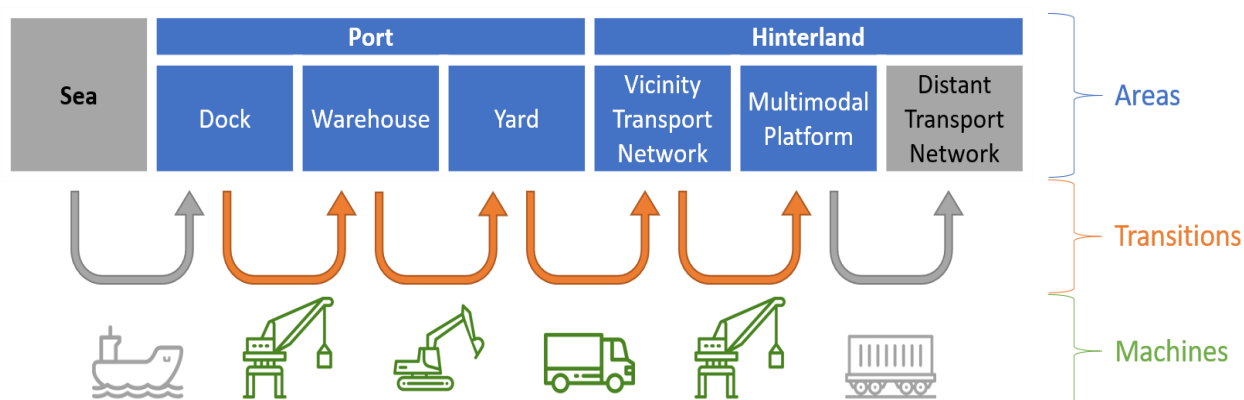 Port
Hinterland
Sea
Dock
Warehouse
Yard
Vicinity
Transport
Network
Multimodal
Platform
Distant
Transport
Network
Areas
Transitions
Machines